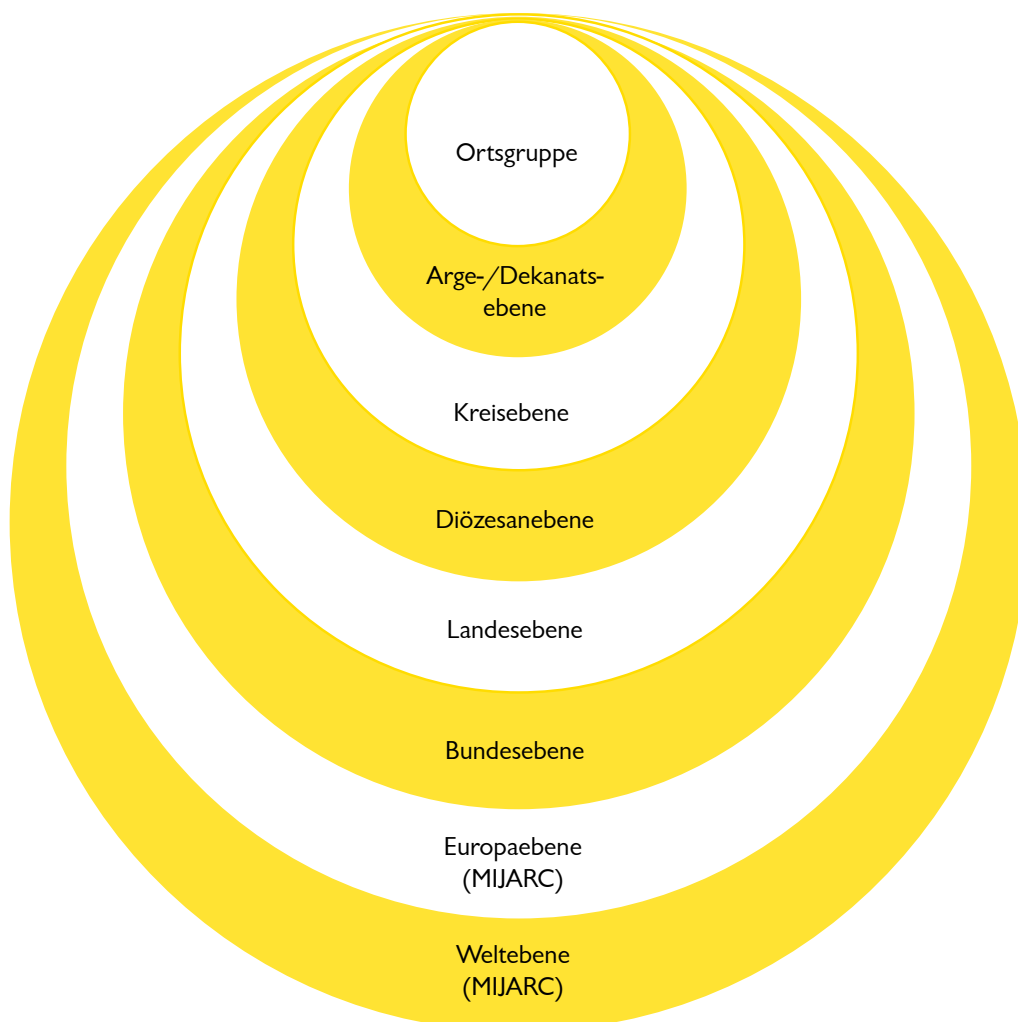 Ortsgruppe
Arge-/Dekanats-
ebene
Kreisebene
Diözesanebene
Landesebene
Bundesebene
Europaebene
(MIJARC)
Weltebene
(MIJARC)